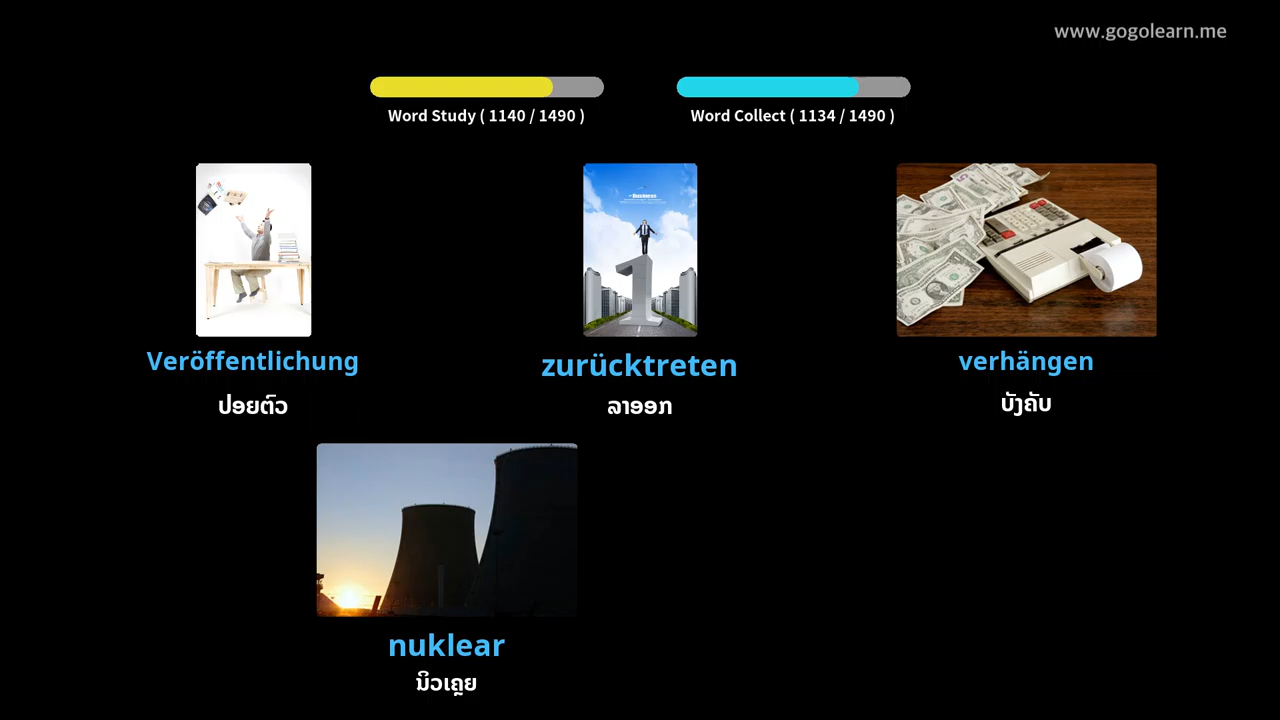 www.gogolearn.me
Word Study ( 1140 / 1490 )
Word Collect ( 1134 / 1490 )
Business
Veröffentlichung
zurücktreten
verhängen
ປ່ອຍຕົວ
ລາອອກ
ບັງຄັບ
nuklear
ນິວເຄຼຍ